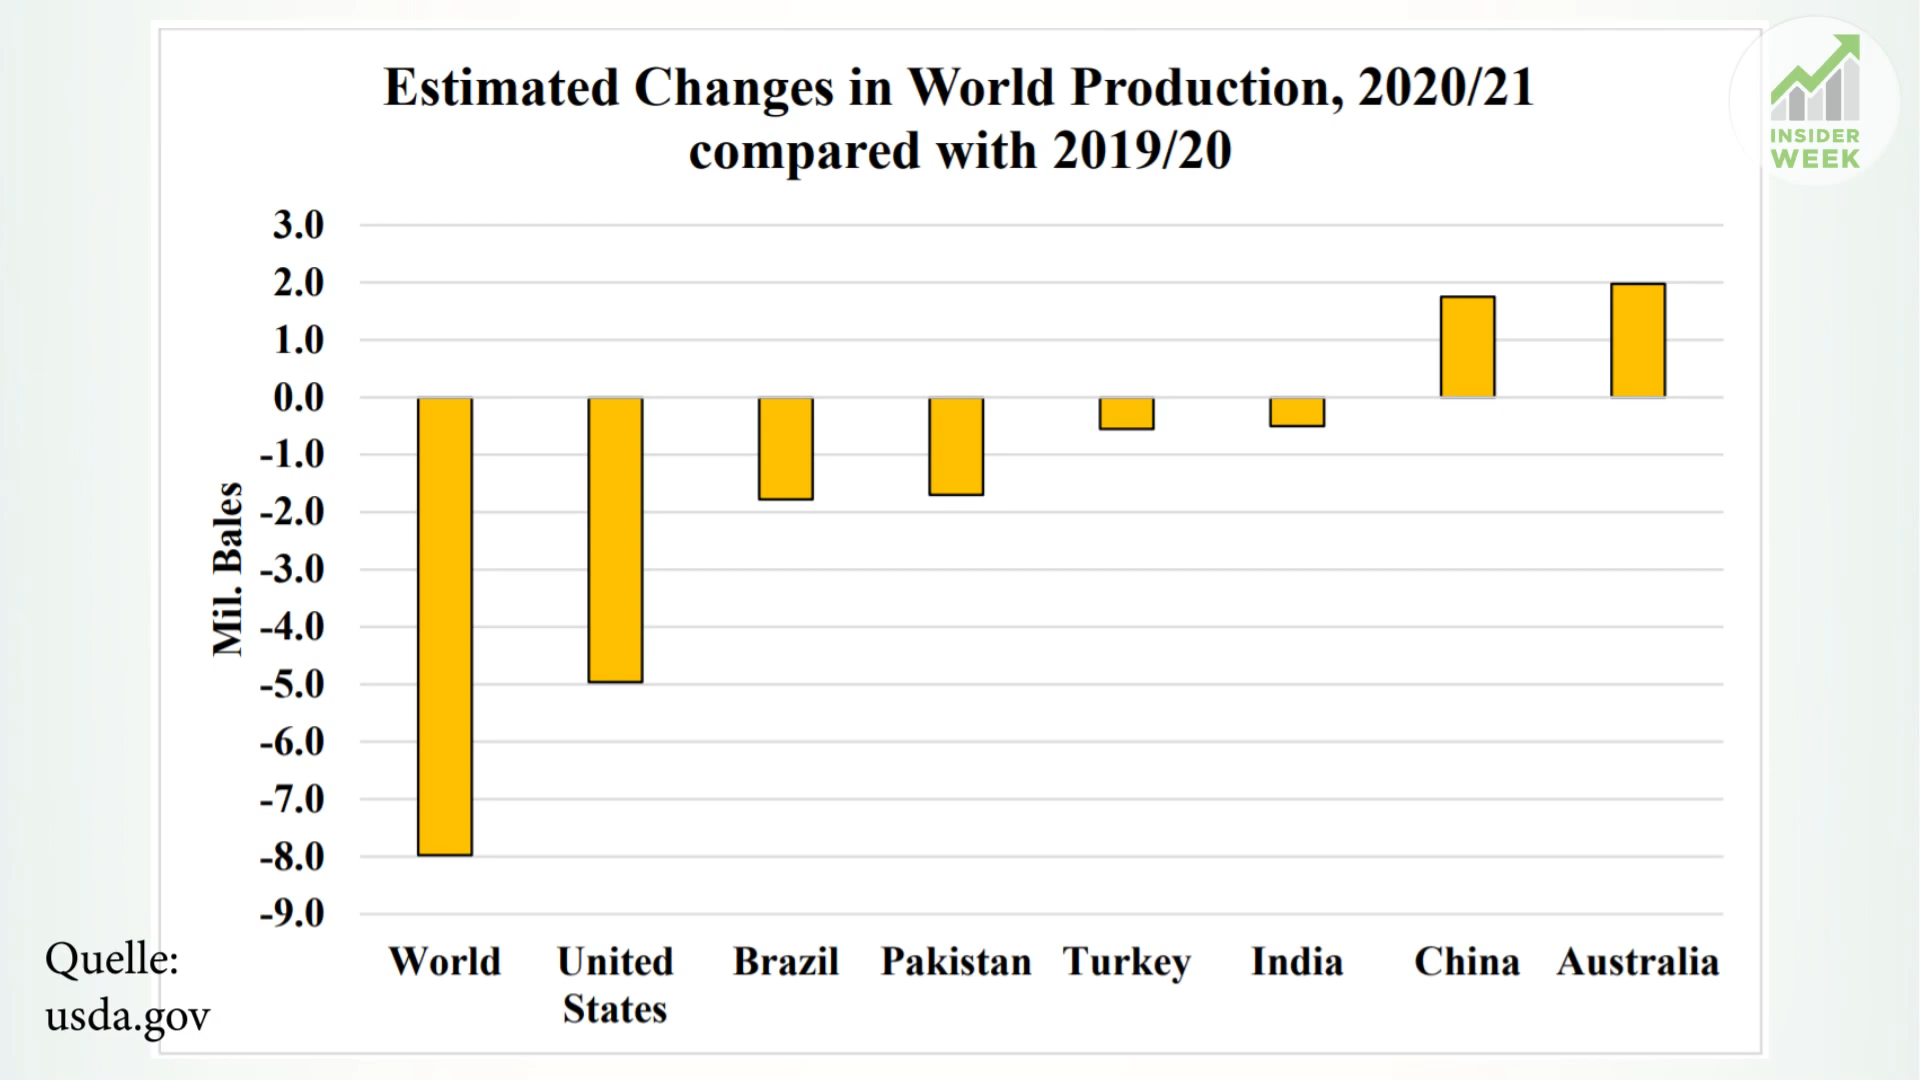 Estimated Changes in World Production, 2020/21
compared with 2019/20
INSIDER
WEEK
3.0
2.0
1.0
0.0
-1.0
-2.0
-3.0
-4.0
-5.0
-6.0
-7.0
-8.0
-9.0
Mil. Bales
World
United
States
Brazil
Pakistan
Turkey
India
China
Australia
Quelle:
usda.gov